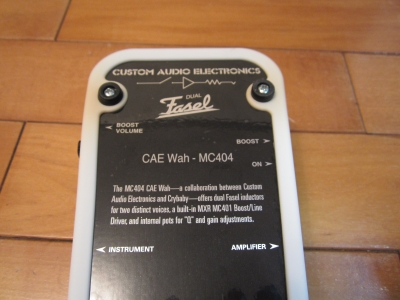 CUSTOM AUDIO ELECTRONICS
DUAL
Fasel
BOOST
VOLUME
BOOST
CAE Wah - MC404
ON
The MC404 CAE Wah—a collaboration between Custom
Audio Electronics and Crybaby—offers dual Fasel inductors
for two distinct voices, a built-in MXR MC401 Boost/Line
Driver, and internal pots for "Q" and gain adjustments.
INSTRUMENT
AMPLIFIER